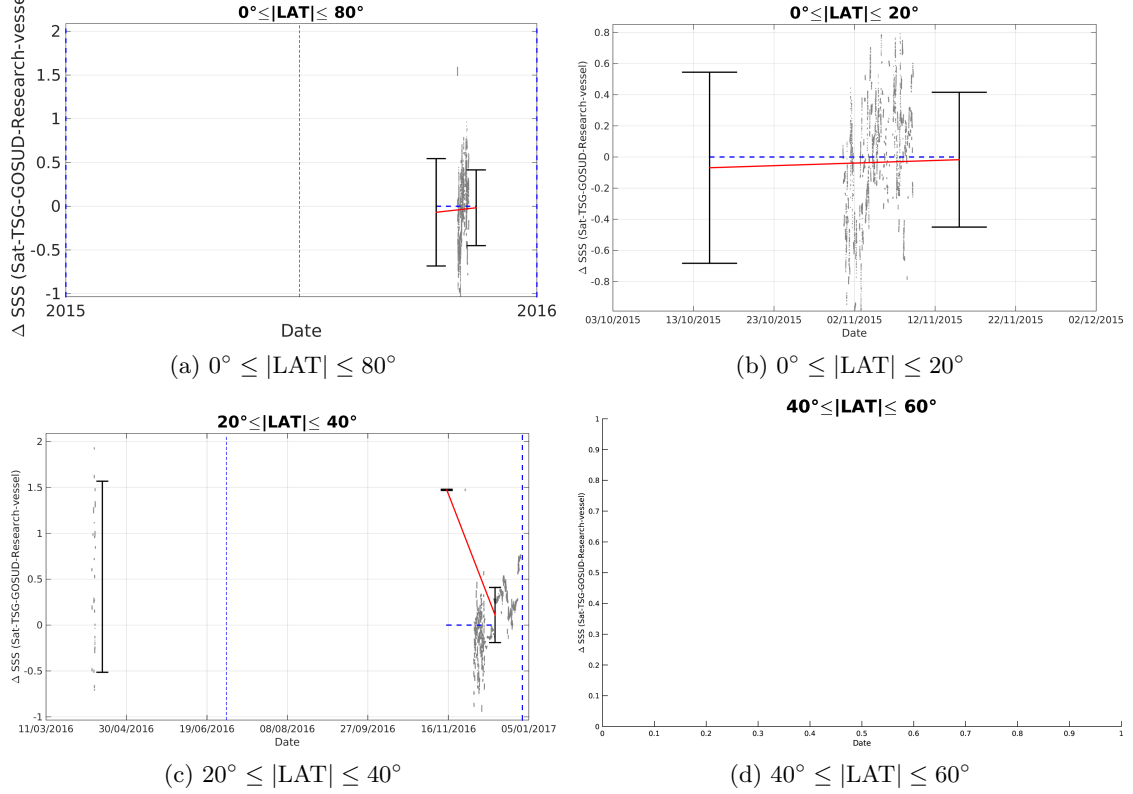 0°≤|LAT|≤ 80°
Δ SSS (Sat-TSG-GOSUD-Research-vessel)
2
1.5
1
0.5
0
-0.5
-1
2015 2016
Date
(a) 0° ≤ |LAT| ≤ 80°
0°≤|LAT|≤ 20°
Δ SSS (Sat-TSG-GOSUD-Research-vessel)
0.8
0.6
0.4
0.2
0
-0.2
-0.4
-0.6
-0.8
03/10/2015 13/10/2015 23/10/2015 02/11/2015 12/11/2015 22/11/2015 02/12/2015
Date
(b) 0° ≤ |LAT| ≤ 20°
20°≤|LAT|≤ 40°
Δ SSS (Sat-TSG-GOSUD-Research-vessel)
2
1.5
1
0.5
0
-0.5
-1
11/03/2016 30/04/2016 19/06/2016 08/08/2016 27/09/2016 16/11/2016 05/01/2017
Date
(c) 20° ≤ |LAT| ≤ 40°
40°≤|LAT|≤ 60°
Δ SSS (Sat-TSG-GOSUD-Research-vessel)
1
0.9
0.8
0.7
0.6
0.5
0.4
0.3
0.2
0.1
0
0 0.1 0.2 0.3 0.4 0.5 0.6 0.7 0.8 0.9 1
Date
(d) 40° ≤ |LAT| ≤ 60°